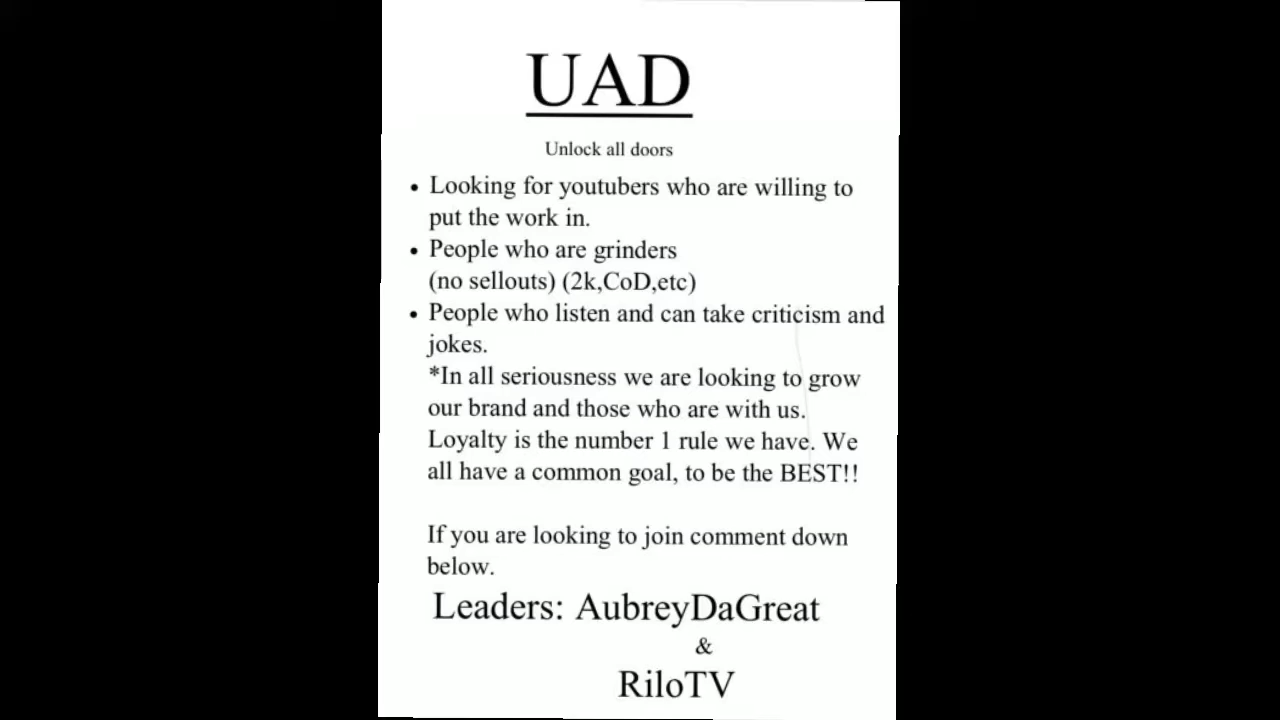 UAD
Unlock all doors
• Looking for youtubers who are willing to
put the work in.
• People who are grinders
(no sellouts) (2k,CoD,etc)
• People who listen and can take criticism and
jokes.
*In all seriousness we are looking to grow
our brand and those who are with us.
Loyalty is the number 1 rule we have. We
all have a common goal, to be the BEST!!
If you are looking to join comment down
below.
Leaders: AubreyDaGreat
&
RiloTV